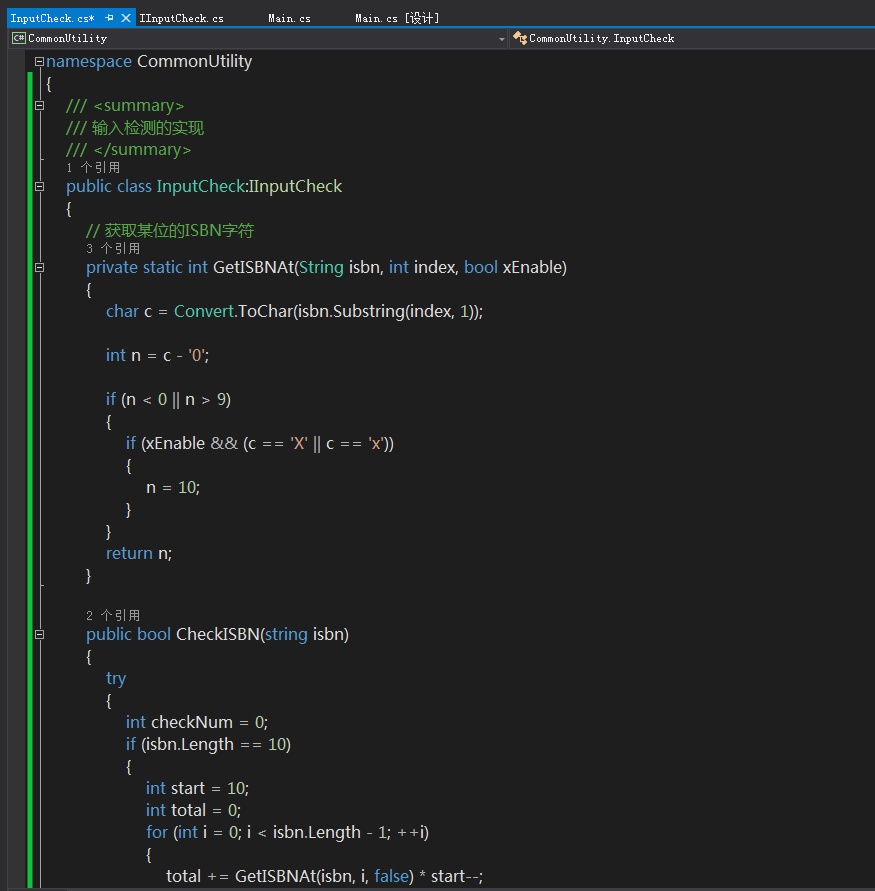 InputCheck.cs* IInputCheck.cs Main.cs Main.cs [设计]
C# CommonUtility CommonUtility.InputCheck
namespace CommonUtility
{
/// <summary>
/// 输入检测的实现
/// </summary>
1 个引用
public class InputCheck:IInputCheck
{
// 获取某位的ISBN字符
3 个引用
private static int GetISBNAt(String isbn, int index, bool xEnable)
{
char c = Convert.ToChar(isbn.Substring(index, 1));
int n = c - '0';
if (n < 0 || n > 9)
{
if (xEnable && (c == 'X' || c == 'x'))
{
n = 10;
}
}
return n;
}
2 个引用
public bool CheckISBN(string isbn)
{
try
{
int checkNum = 0;
if (isbn.Length == 10)
{
int start = 10;
int total = 0;
for (int i = 0; i < isbn.Length - 1; ++i)
{
total += GetISBNAt(isbn, i, false) * start--;